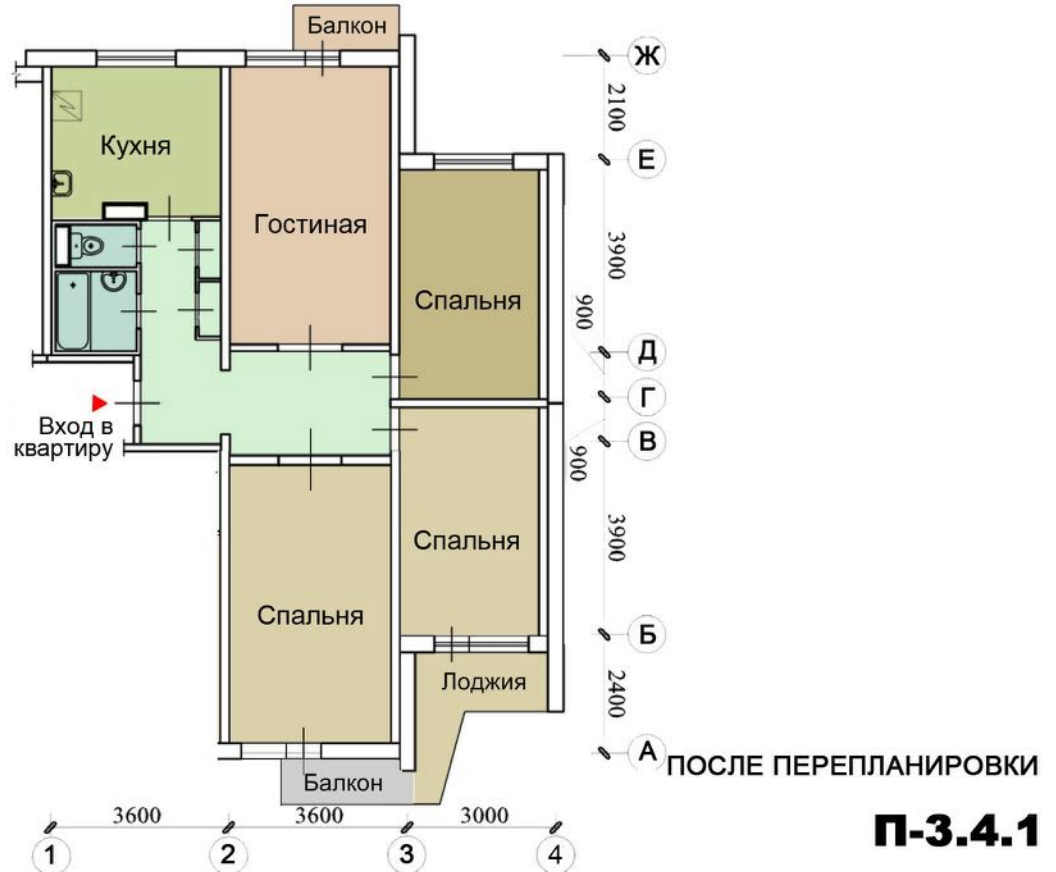 Балкон
Ж
2100
Кухня
Е
Гостиная
3900
Спальня
900
Д
Г
Вход в
квартиру
В
900
3900
Спальня
Спальня
Б
Лоджия
2400
А
ПОСЛЕ ПЕРЕПЛАНИРОВКИ
Балкон
3600
3600
3000
П-3.4.1
1
2
3
4